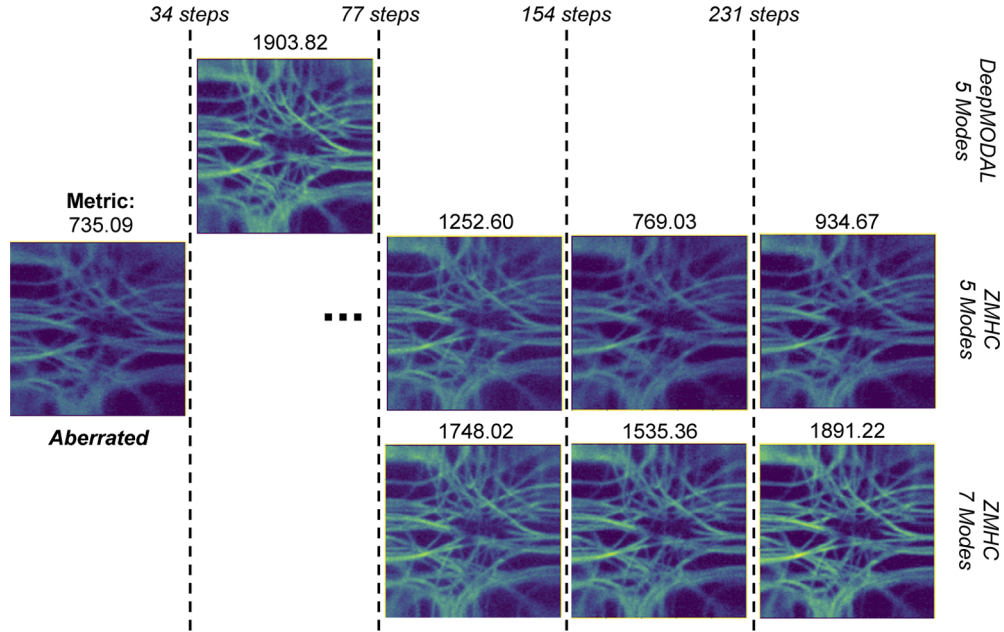 34 steps
77 steps
154 steps
231 steps
1903.82
DeepMODAL
5 Modes
Metric:
735.09
1252.60
769.03
934.67
ZMHC
5 Modes
...
Aberrated
1748.02
1535.36
1891.22
ZMHC
7 Modes